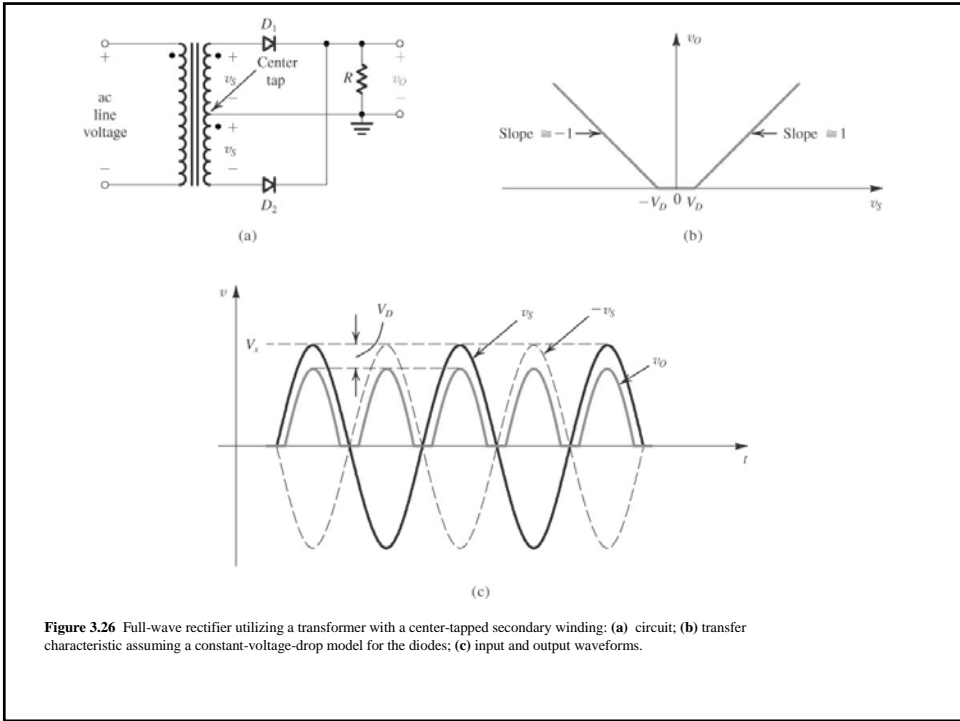 D₁
+
+
Center
tap
+
vS
R
vO
−
−
ac
line
voltage
+
vS
−
−
D₂
(a)
vO
Slope ≅ −1
Slope ≅ 1
−VD 0 VD
vS
(b)
v
VD
vS
−vS
Vs
vO
t
(c)
Figure 3.26 Full-wave rectifier utilizing a transformer with a center-tapped secondary winding: (a) circuit; (b) transfer
characteristic assuming a constant-voltage-drop model for the diodes; (c) input and output waveforms.